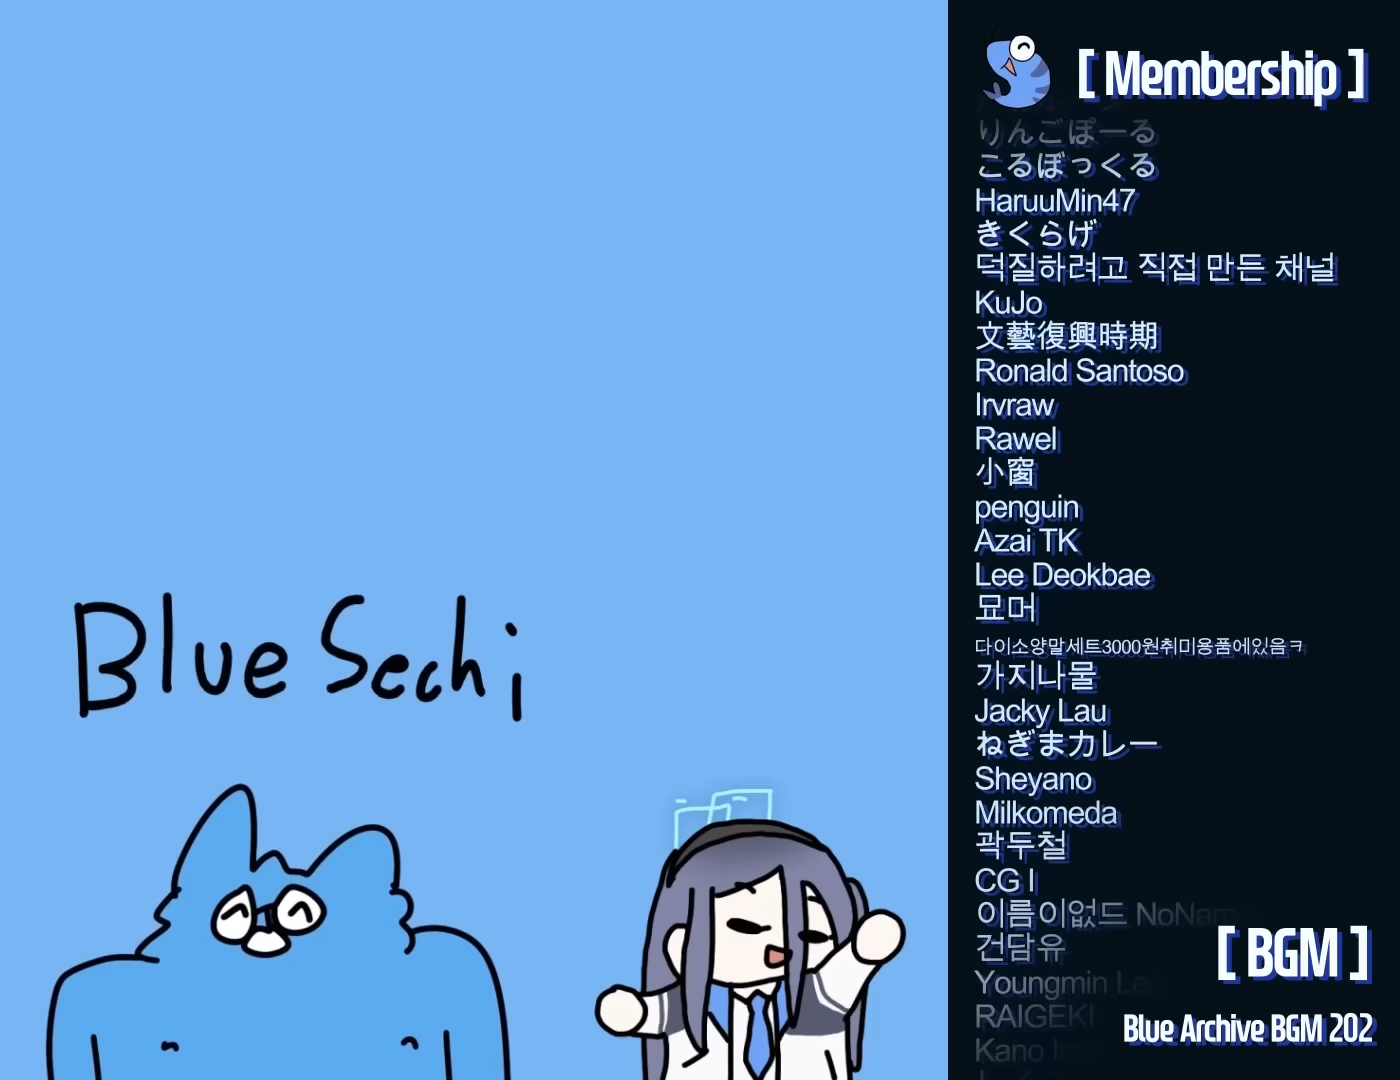 Blue Sechi
[ Membership ]
りんごぽーる
こるぼっくる
HaruuMin47
きくらげ
덕질하려고 직접 만든 채널
KuJo
文藝復興時期
Ronald Santoso
Irvraw
Rawel
小窗
penguin
Azai TK
Lee Deokbae
묘머
다이소양말세트3000원취미용품에있음ㅋ
가지나물
Jacky Lau
ねぎまカレー
Sheyano
Milkomeda
곽두철
CG I
이름이없드 NoNam
건담유
Youngmin Le
RAIGEKI
Kano
[ BGM ]
Blue Archive BGM 202